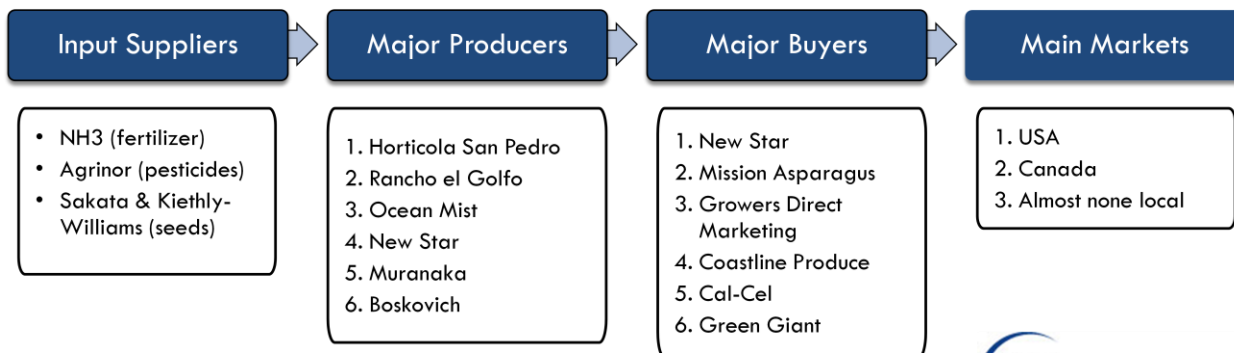 Input Suppliers
• NH3 (fertilizer)
• Agrinor (pesticides)
• Sakata & Kiethly-
Williams (seeds)
Major Producers
1. Horticola San Pedro
2. Rancho el Golfo
3. Ocean Mist
4. New Star
5. Muranaka
6. Boskovich
Major Buyers
1. New Star
2. Mission Asparagus
3. Growers Direct
Marketing
4. Coastline Produce
5. Cal-Cel
6. Green Giant
Main Markets
1. USA
2. Canada
3. Almost none local